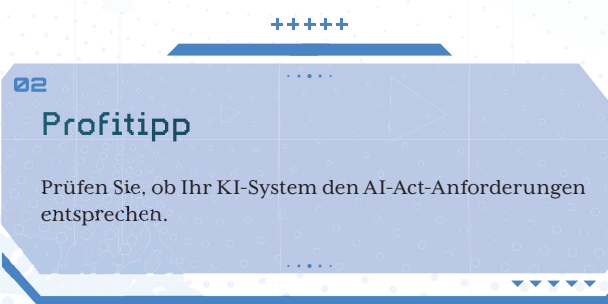 02
Profitipp
Prüfen Sie, ob Ihr KI-System den AI-Act-Anforderungen
entsprechen.